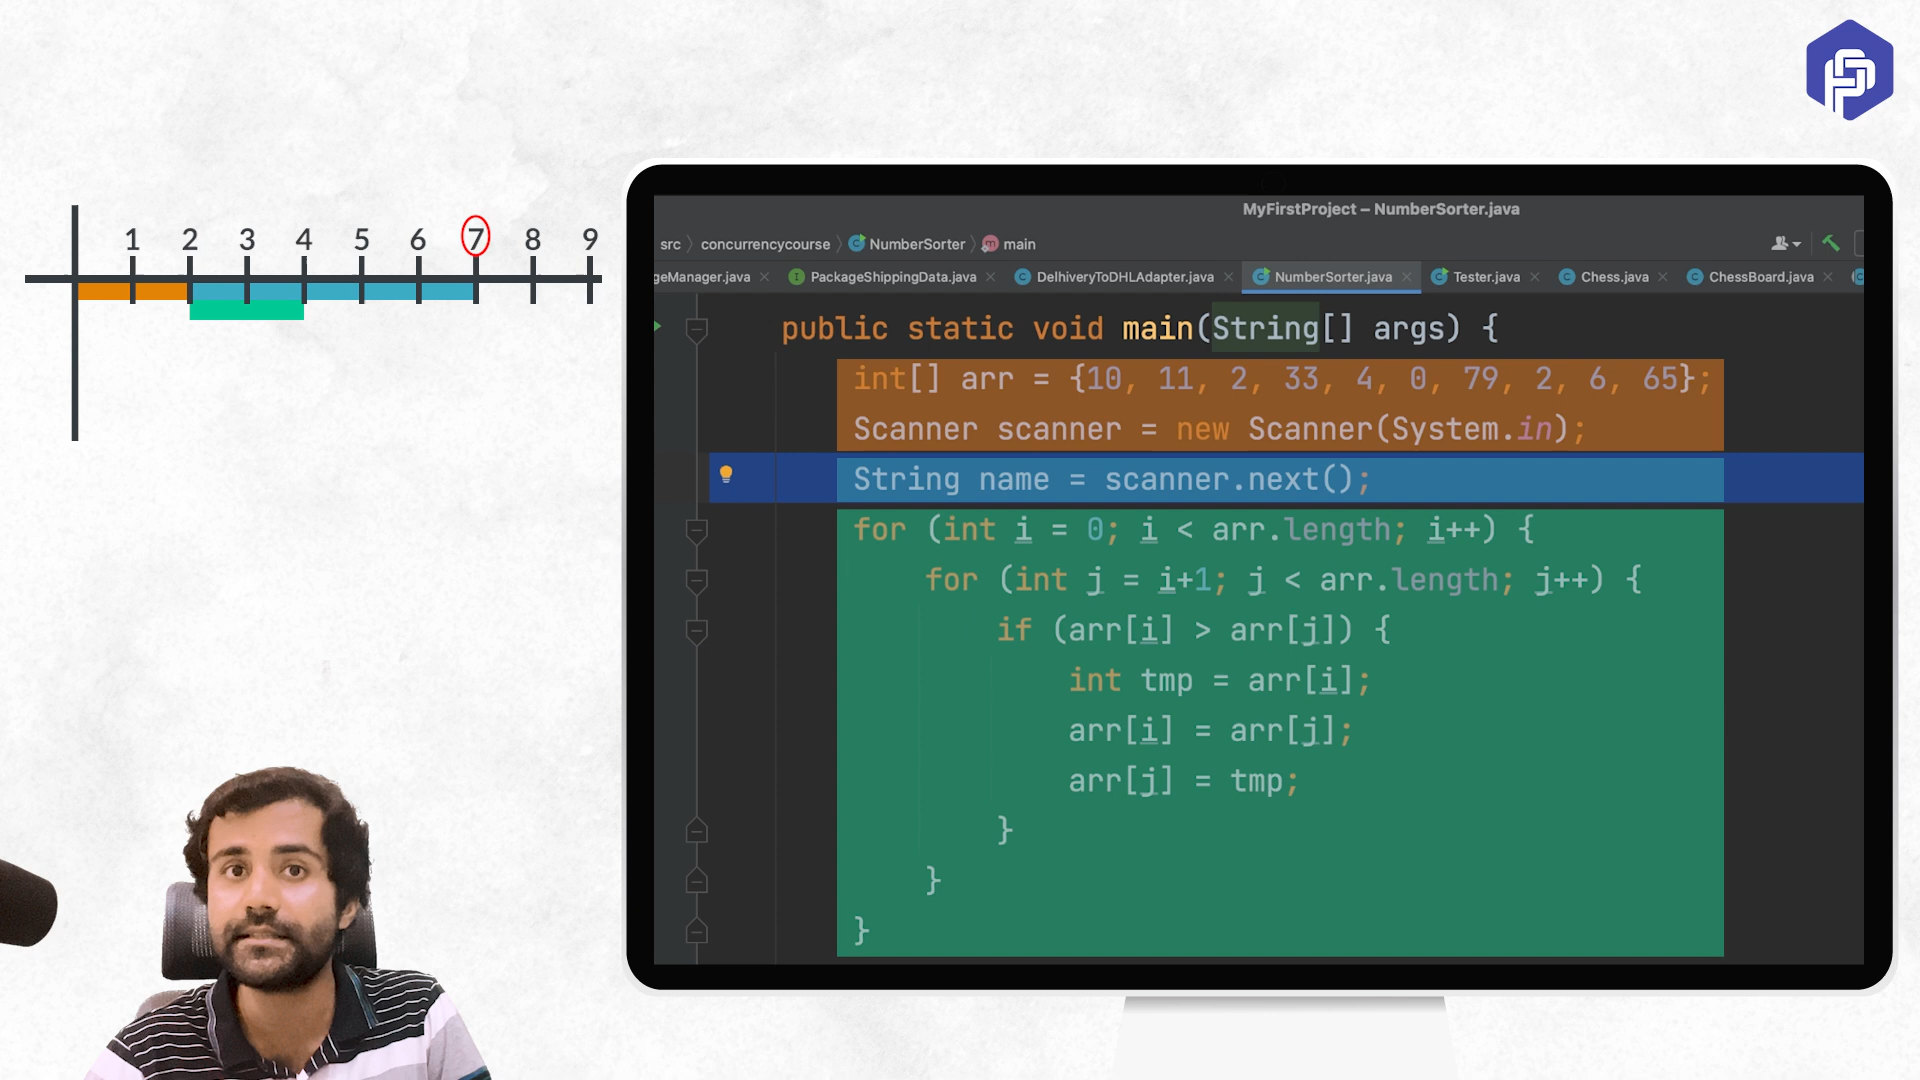 1 2 3 4 5 6 7 8 9
MyFirstProject – NumberSorter.java
src concurrencycourse NumberSorter main
geManager.java PackageShippingData.java DelhiveryToDHLAdapter.java NumberSorter.java Tester.java Chess.java ChessBoard.java
public static void main(String[] args) {
int[] arr = {10, 11, 2, 33, 4, 0, 79, 2, 6, 65};
Scanner scanner = new Scanner(System.in);
String name = scanner.next();
for (int i = 0; i < arr.length; i++) {
for (int j = i+1; j < arr.length; j++) {
if (arr[i] > arr[j]) {
int tmp = arr[i];
arr[i] = arr[j];
arr[j] = tmp;
}
}
}